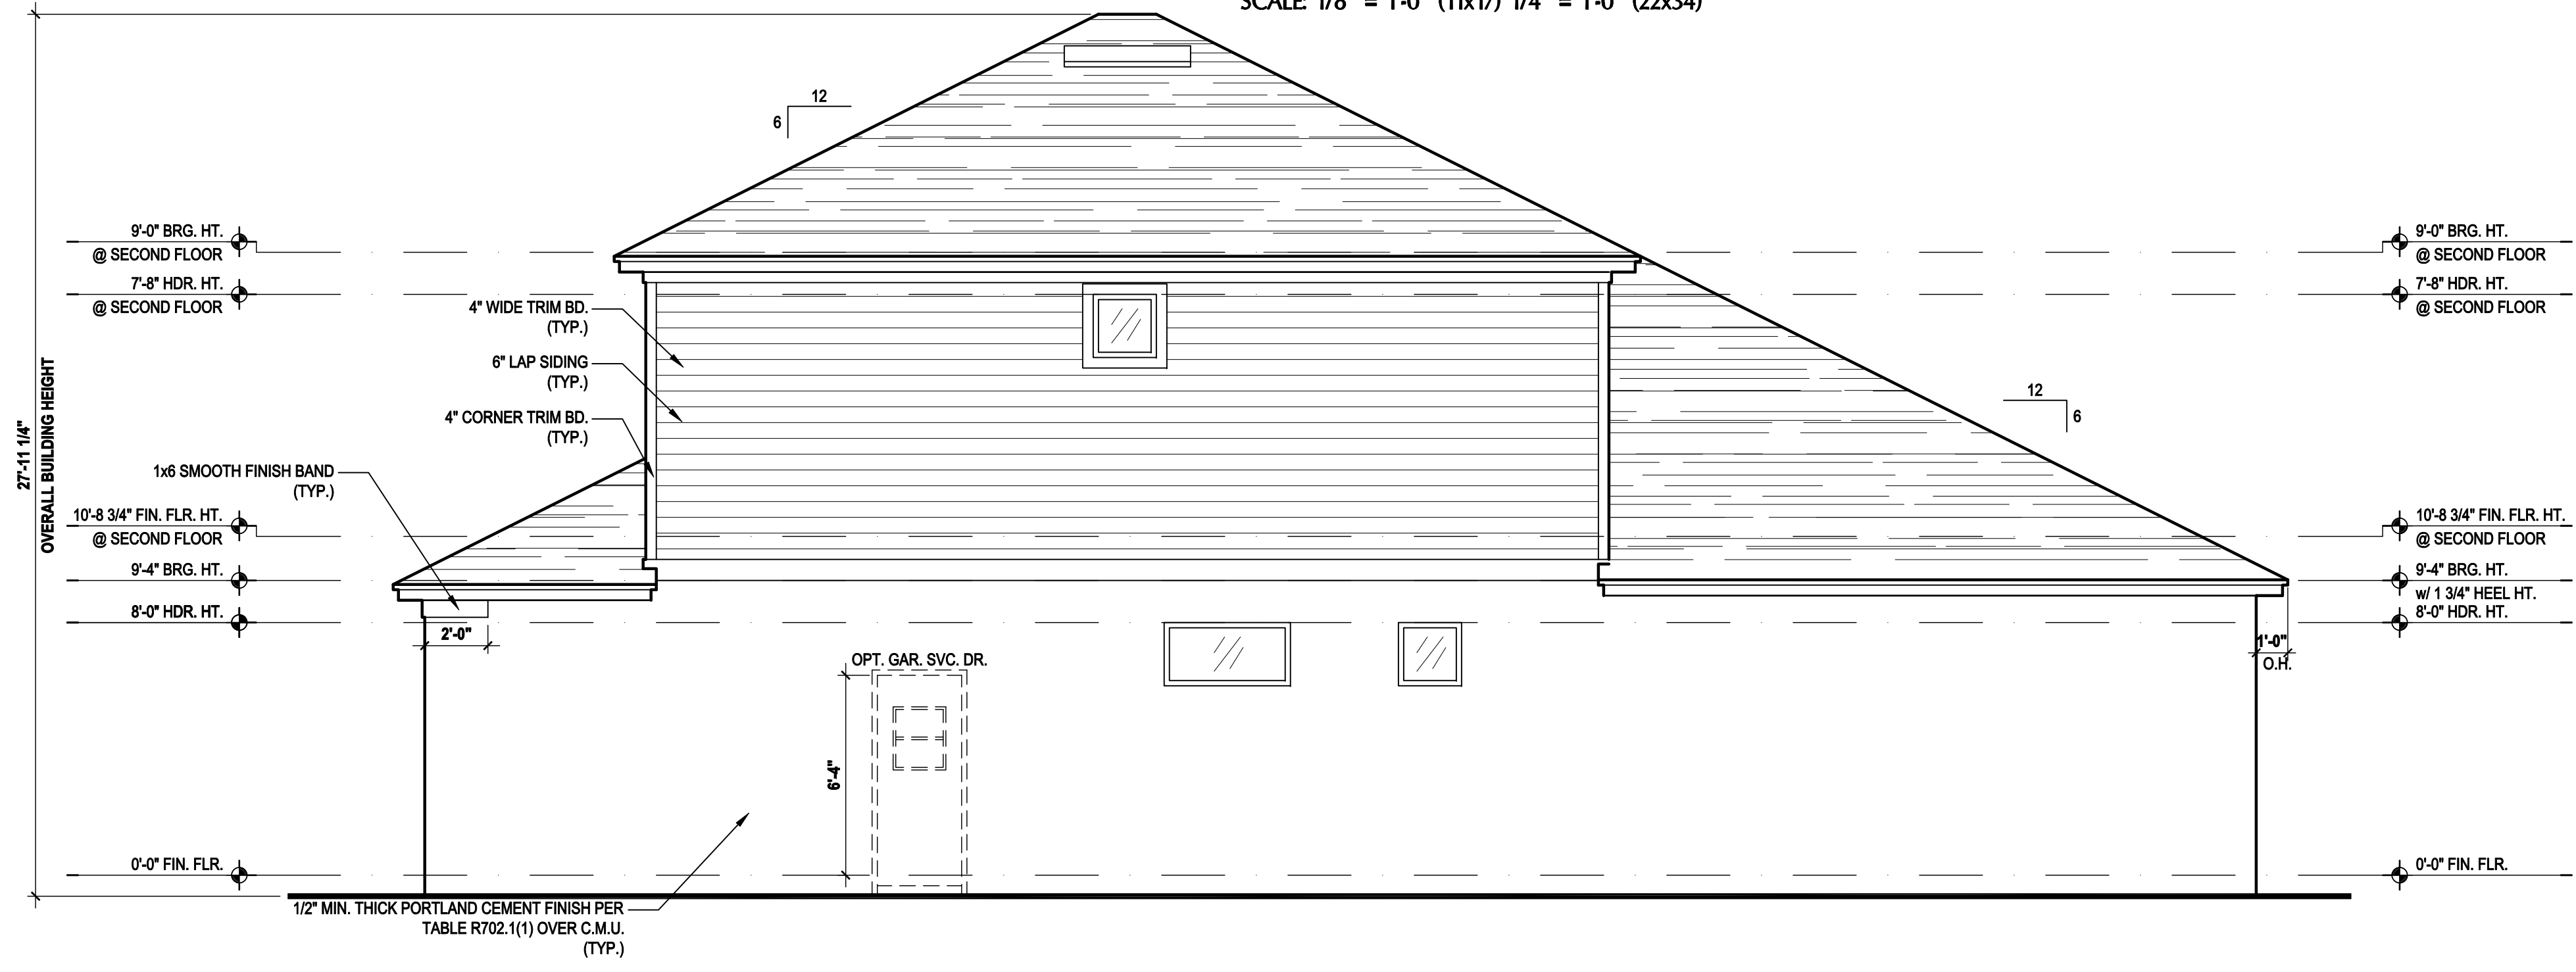 SCALE: 1/8" = 1'-0" (11x17) 1/4" = 1'-0" (22x34)
12
6
9'-0" BRG. HT.
@ SECOND FLOOR
7'-8" HDR. HT.
@ SECOND FLOOR
9'-0" BRG. HT.
@ SECOND FLOOR
7'-8" HDR. HT.
@ SECOND FLOOR
4" WIDE TRIM BD.
(TYP.)
6" LAP SIDING
(TYP.)
4" CORNER TRIM BD.
(TYP.)
12
6
27'-11 1/4"
OVERALL BUILDING HEIGHT
1x6 SMOOTH FINISH BAND
(TYP.)
10'-8 3/4" FIN. FLR. HT.
@ SECOND FLOOR
9'-4" BRG. HT.
8'-0" HDR. HT.
10'-8 3/4" FIN. FLR. HT.
@ SECOND FLOOR
9'-4" BRG. HT.
w/ 1 3/4" HEEL HT.
8'-0" HDR. HT.
2'-0"
1'-0"
O.H.
OPT. GAR. SVC. DR.
6'-4"
0'-0" FIN. FLR.
0'-0" FIN. FLR.
1/2" MIN. THICK PORTLAND CEMENT FINISH PER
TABLE R702.1(1) OVER C.M.U.
(TYP.)